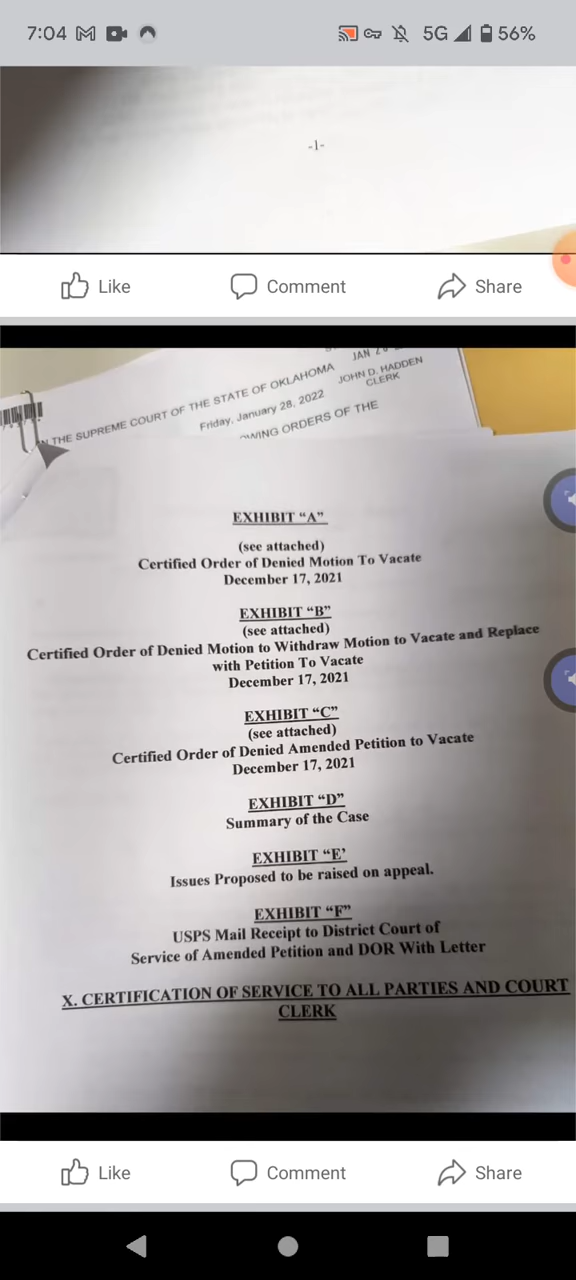 7:04
5G
56%
-1-
Like
Comment
Share
JAN
THE SUPREME COURT OF THE STATE OF OKLAHOMA
JOHN D. HADDEN
Friday, January 28, 2022
CLERK
ORDERS OF THE
EXHIBIT “A”
(see attached)
Certified Order of Denied Motion To Vacate
December 17, 2021
EXHIBIT “B”
(see attached)
Certified Order of Denied Motion to Withdraw Motion to Vacate and Replace
with Petition To Vacate
December 17, 2021
EXHIBIT “C”
(see attached)
Certified Order of Denied Amended Petition to Vacate
December 17, 2021
EXHIBIT “D”
Summary of the Case
EXHIBIT “E’
Issues Proposed to be raised on appeal.
EXHIBIT “F”
USPS Mail Receipt to District Court of
Service of Amended Petition and DOR With Letter
X. CERTIFICATION OF SERVICE TO ALL PARTIES AND COURT
CLERK
Like
Comment
Share